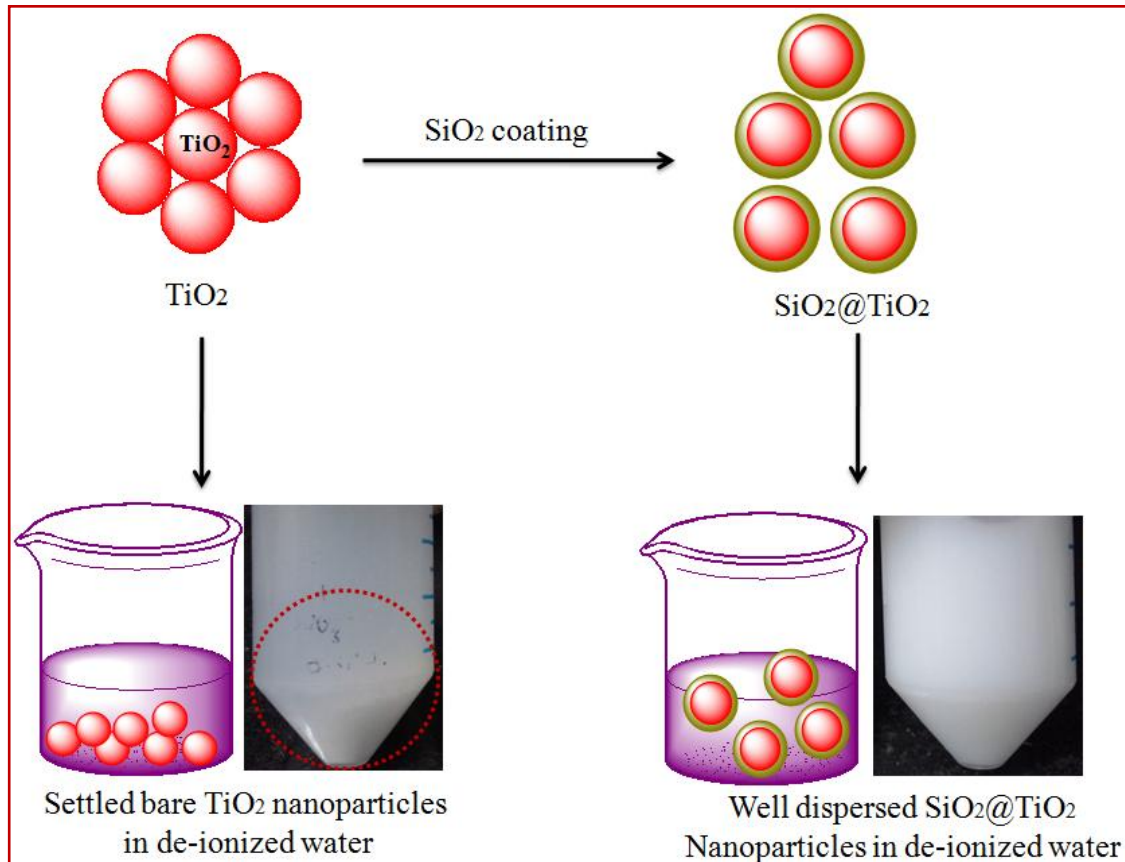 TiO2
SiO2 coating
TiO2
SiO2@TiO2
Settled bare TiO2 nanoparticles
in de-ionized water
Well dispersed SiO2@TiO2
Nanoparticles in de-ionized water